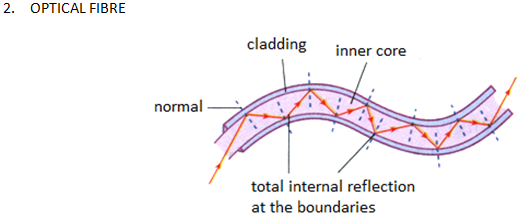 2. OPTICAL FIBRE
cladding
inner core
normal
total internal reflection
at the boundaries